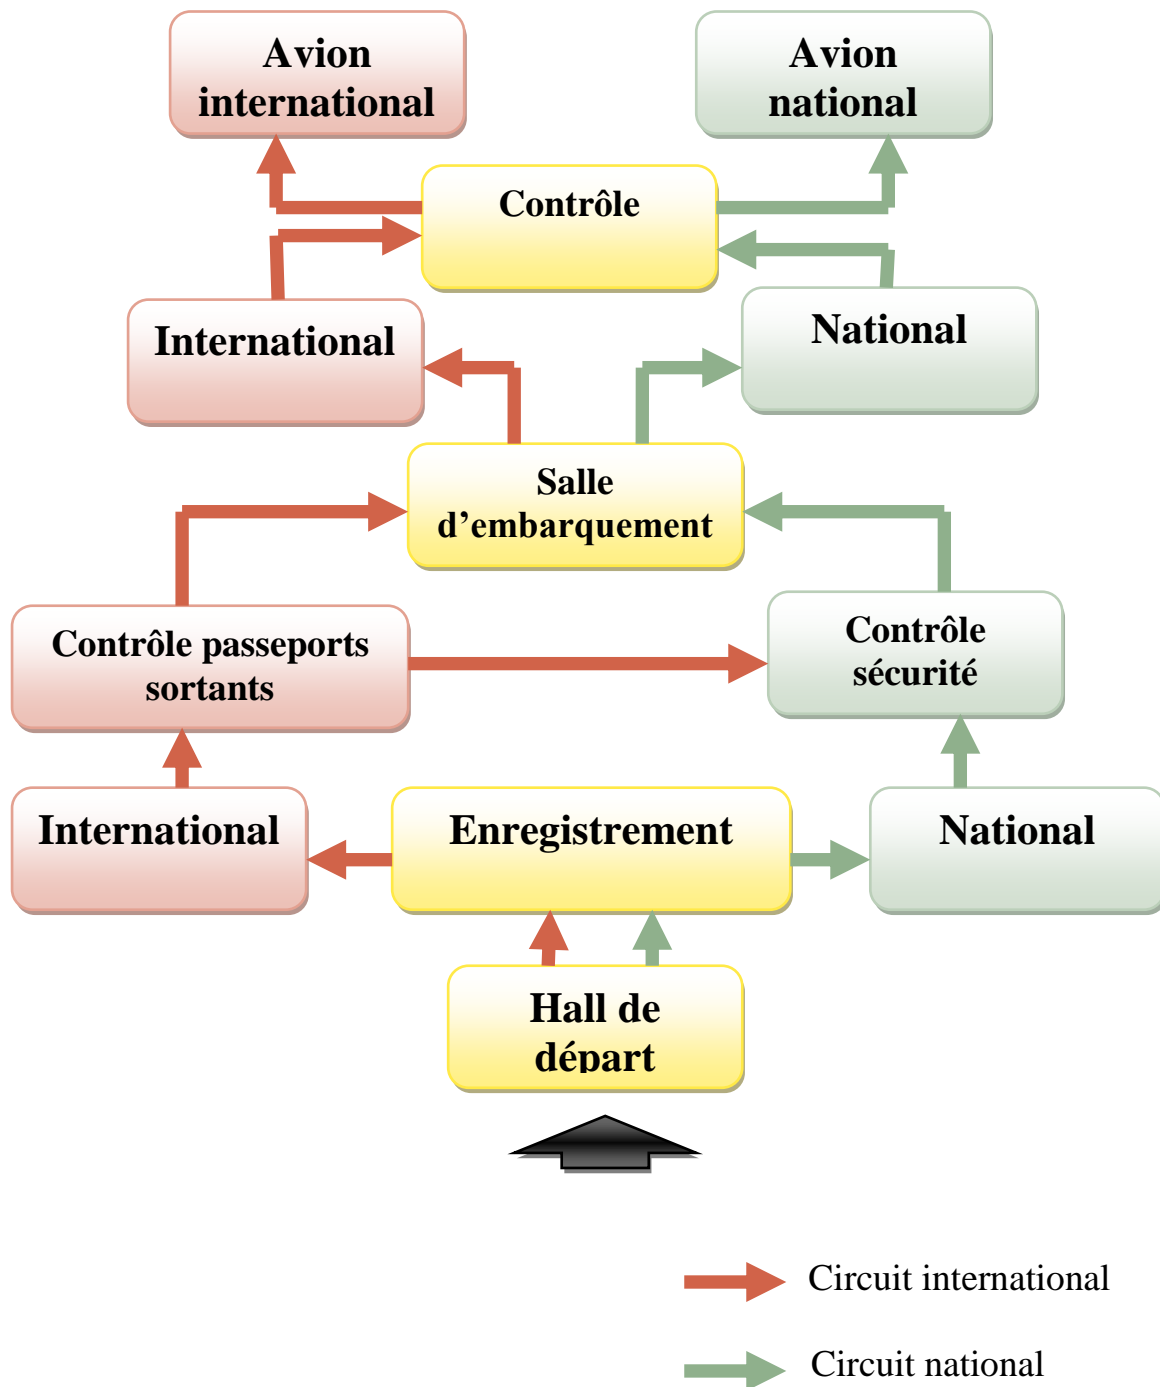 Avion
international
Avion
national
Contrôle
International
National
Salle
d’embarquement
Contrôle passeports
sortants
Contrôle
sécurité
International
Enregistrement
National
Hall de
départ
Circuit international
Circuit national